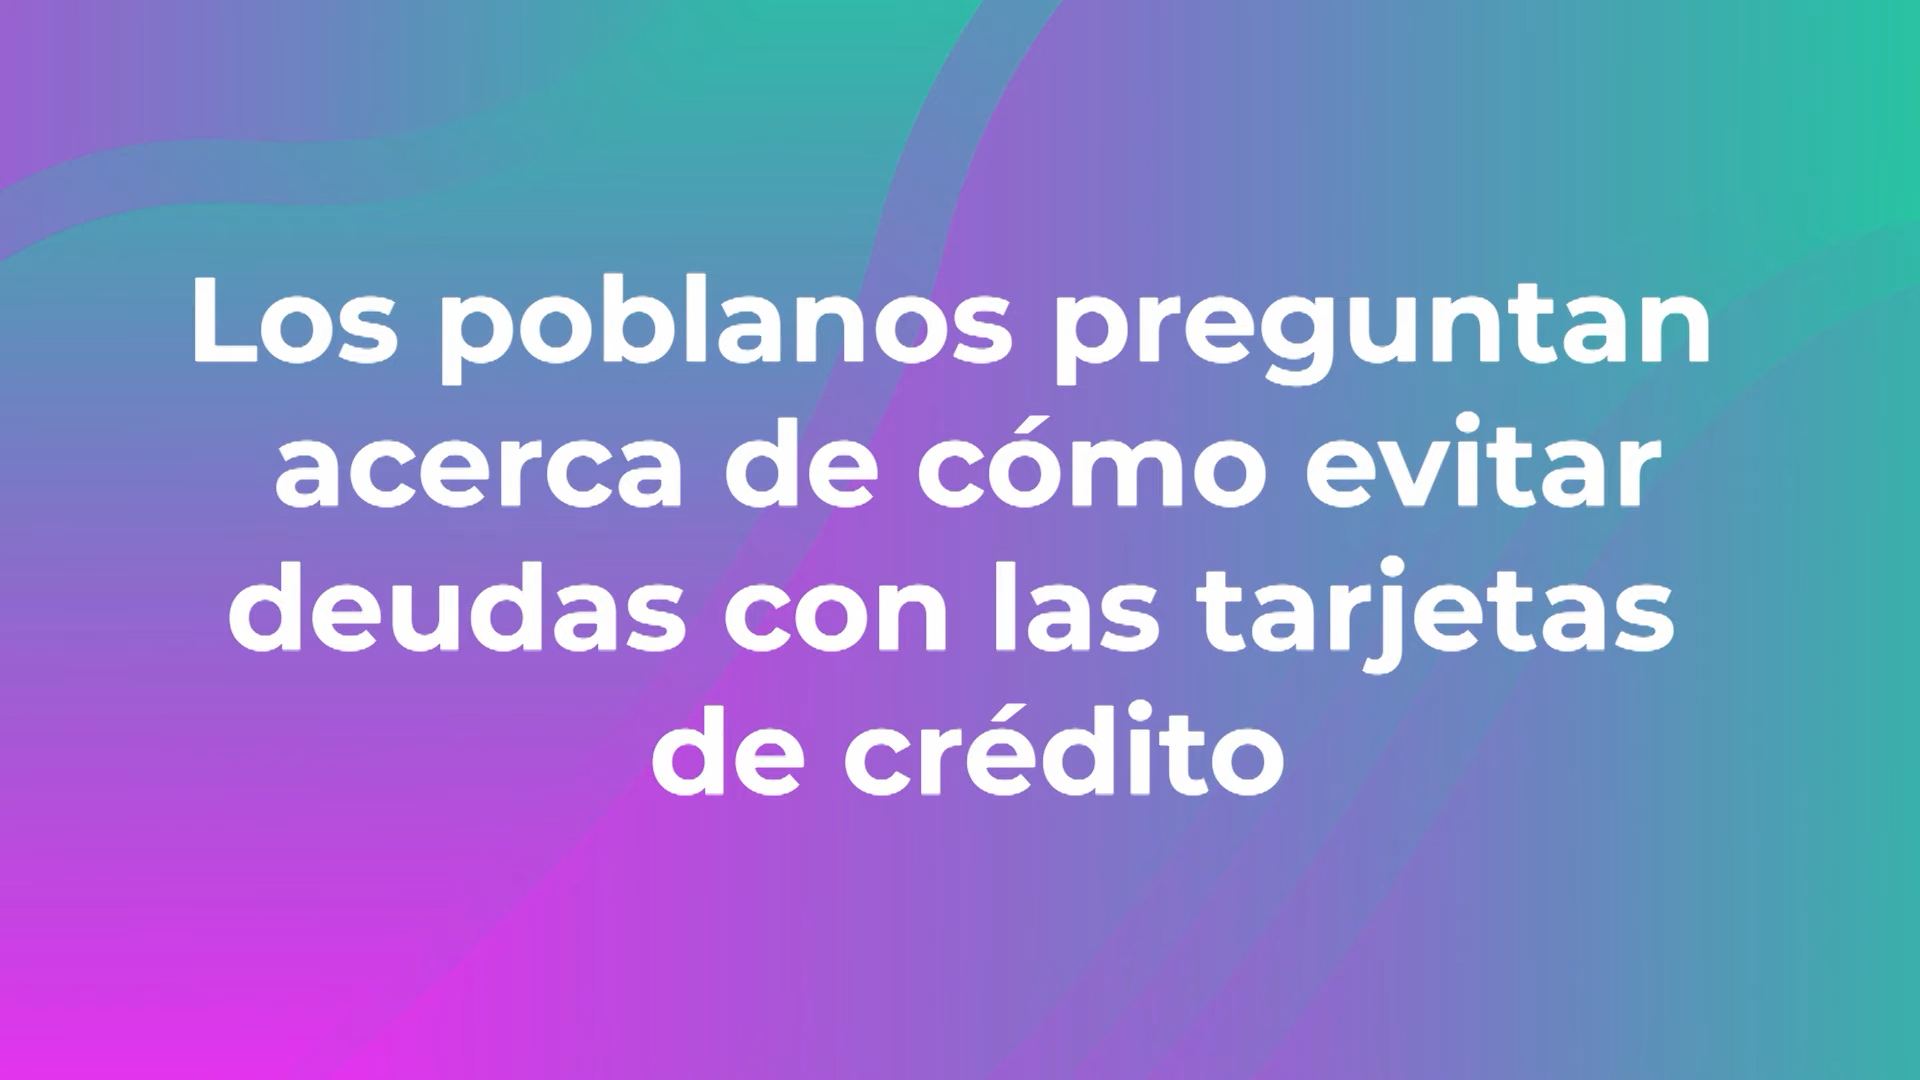 Los poblanos preguntan
acerca de cómo evitar
deudas con las tarjetas
de crédito